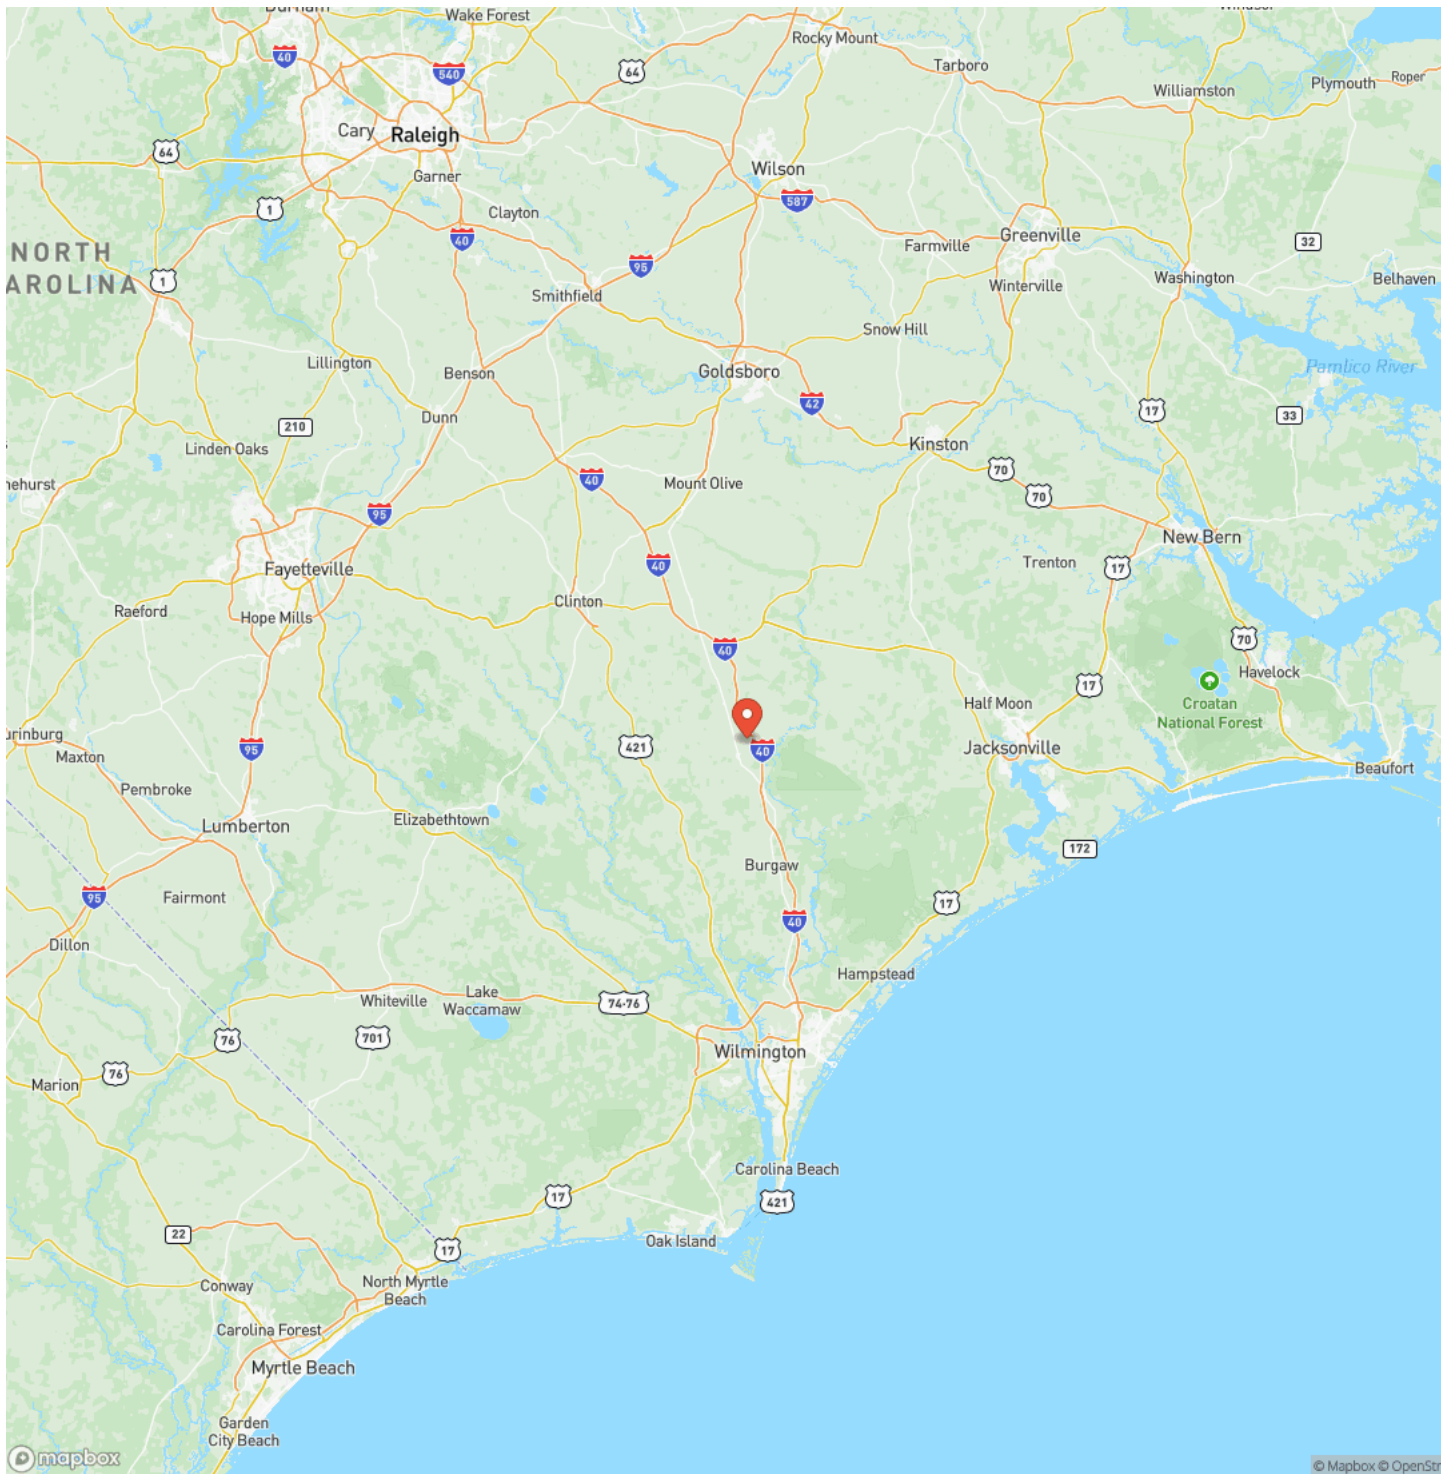 Durham
Wake Forest
Windsor
40
540
64
Rocky Mount
Tarboro
Plymouth
Roper
Williamston
64
Cary
Raleigh
Garner
Wilson
587
1
Clayton
40
Farmville
Greenville
32
NORTH
AROLINA
1
95
Smithfield
Winterville
Washington
Belhaven
Snow Hill
Lillington
Benson
Goldsboro
Pamlico River
42
17
33
Dunn
210
Linden Oaks
Kinston
70
nehurst
40
Mount Olive
70
95
New Bern
Fayetteville
40
Trenton
17
Raeford
Hope Mills
Clinton
70
40
Havelock
17
Half Moon
Croatan
National Forest
urinburg
Maxton
95
421
40
Jacksonville
Beaufort
Pembroke
Lumberton
Elizabethtown
172
Burgaw
95
Fairmont
17
40
Dillon
Hampstead
Whiteville
Lake
Waccamaw
74-76
76
701
Wilmington
76
Marion
Carolina Beach
17
421
22
17
Oak Island
Conway
North Myrtle
Beach
Carolina Forest
Myrtle Beach
Garden
City Beach
mapbox
© Mapbox © OpenStr